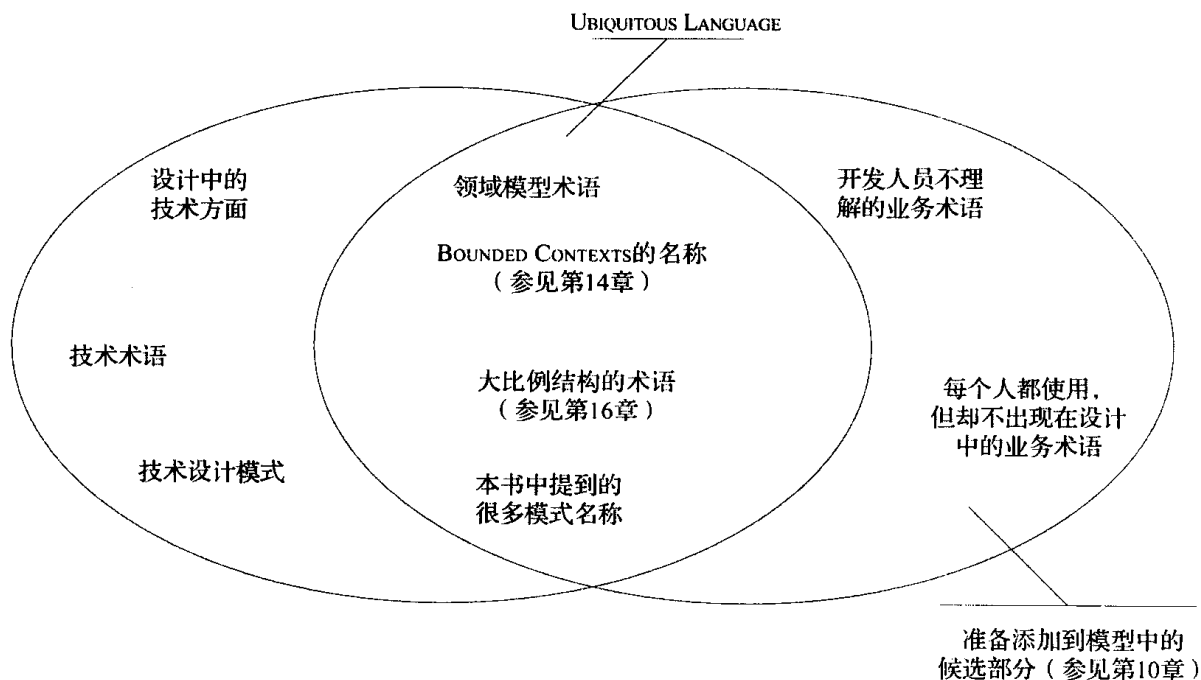 UBIQUITOUS LANGUAGE
设计中的
技术方面
技术术语
技术设计模式
领域模型术语
BOUNDED CONTEXTS的名称
（参见第14章）
大比例结构的术语
（参见第16章）
本书中提到的
很多模式名称
开发人员不理
解的业务术语
每个人都使用，
但却不出现在设计
中的业务术语
准备添加到模型中的
候选部分（参见第10章）